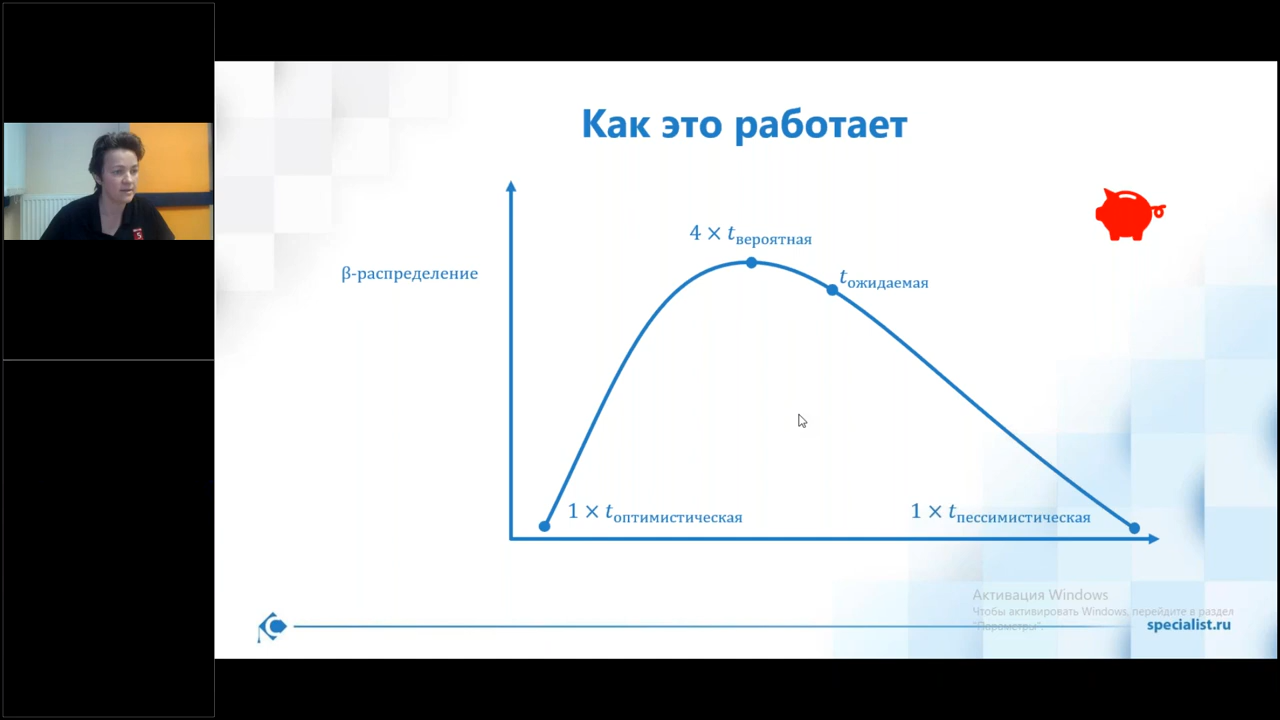 Как это работает
4 × tвероятная
β-распределение
tожидаемая
1 × tоптимистическая
1 × tпессимистическая
Активация Windows
Чтобы активировать Windows, перейдите в раздел
"Параметры".
specialist.ru